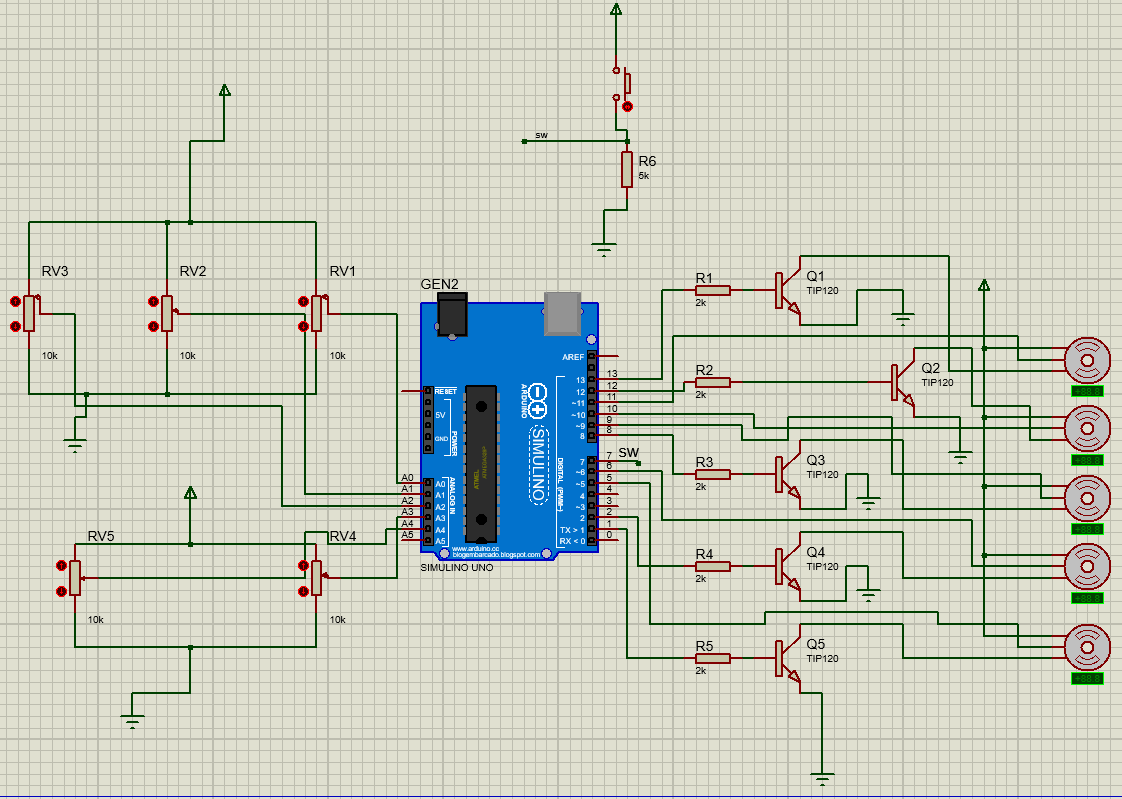 sw
R6
5k
RV3
10k
RV2
10k
RV1
10k
GEN2
RESET
5V
GND
POWER
A0
A1
A2
A3
A4
A5
A0
A1
A2
A3
A4
A5
ANALOG IN
ARDUINO
SIMULINO
ATMEL
AREF
13
12
~11
~10
~9
8
7
~6
~5
4
~3
2
TX > 1
RX < 0
DIGITAL (PWM~)
13
12
11
10
9
8
7
6
5
4
3
2
1
0
SW
www.arduino.cc
blogembarcado.blogspot.com
SIMULINO UNO
R1
2k
Q1
TIP120
R2
2k
Q2
TIP120
R3
2k
Q3
TIP120
R4
2k
Q4
TIP120
R5
2k
Q5
TIP120
RV5
10k
RV4
10k